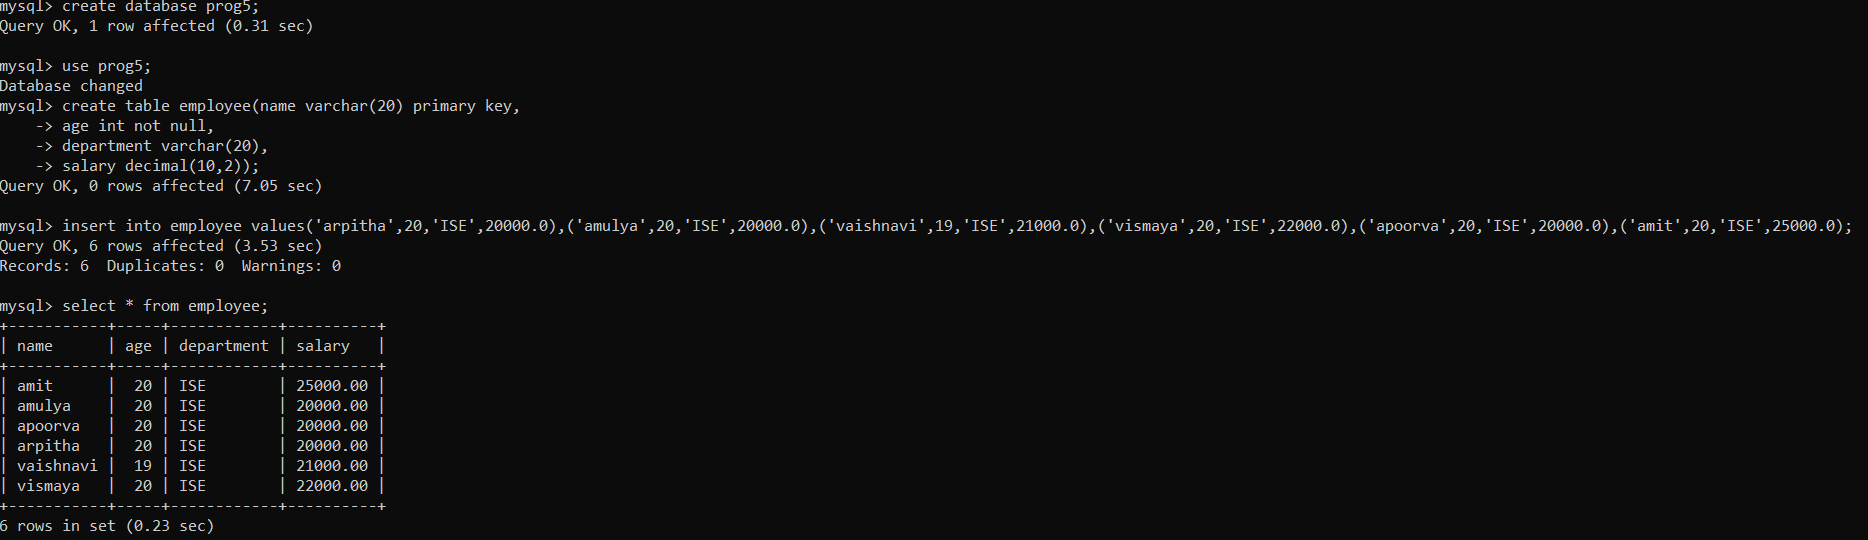 mysql> create database prog5;
Query OK, 1 row affected (0.31 sec)
mysql> use prog5;
Database changed
mysql> create table employee(name varchar(20) primary key,
    -> age int not null,
    -> department varchar(20),
    -> salary decimal(10,2));
Query OK, 0 rows affected (7.05 sec)
mysql> insert into employee values('arpitha',20,'ISE',20000.0),('amulya',20,'ISE',20000.0),('vaishnavi',19,'ISE',21000.0),('vismaya',20,'ISE',22000.0),('apoorva',20,'ISE',20000.0),('amit',20,'ISE',25000.0);
Query OK, 6 rows affected (3.53 sec)
Records: 6  Duplicates: 0  Warnings: 0
mysql> select * from employee;
+-----------+-----+------------+----------+
| name      | age | department | salary   |
+-----------+-----+------------+----------+
| amit      |  20 | ISE        | 25000.00 |
| amulya    |  20 | ISE        | 20000.00 |
| apoorva   |  20 | ISE        | 20000.00 |
| arpitha   |  20 | ISE        | 20000.00 |
| vaishnavi |  19 | ISE        | 21000.00 |
| vismaya   |  20 | ISE        | 22000.00 |
+-----------+-----+------------+----------+
6 rows in set (0.23 sec)